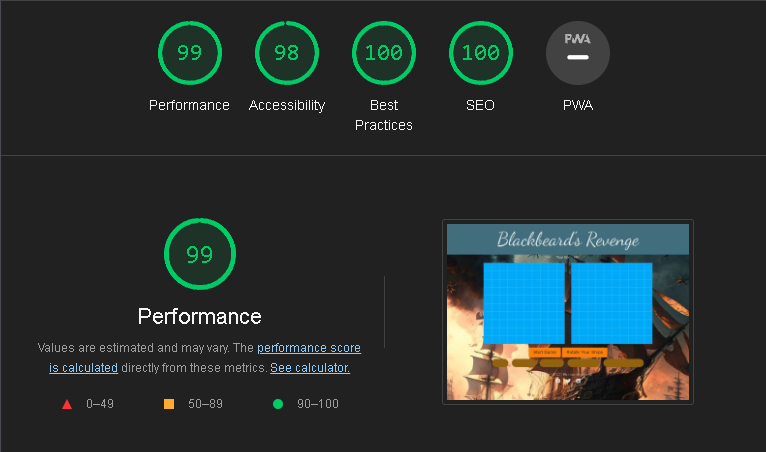 99
98
100
100
PWA
Performance
Accessibility
Best
Practices
SEO
PWA
99
Performance
Values are estimated and may vary. The performance score
is calculated directly from these metrics. See calculator.
0–49
50–89
90–100
Blackbeard's Revenge
Start Game
Rotate Your Ships